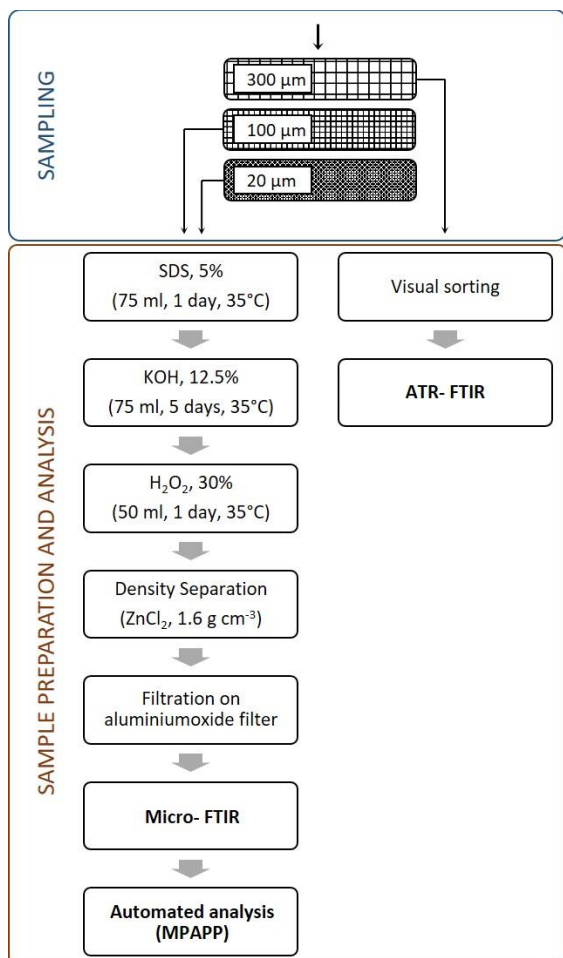 SAMPLING
300 µm
100 µm
20 µm
SAMPLE PREPARATION AND ANALYSIS
SDS, 5%
(75 ml, 1 day, 35°C)
KOH, 12.5%
(75 ml, 5 days, 35°C)
H₂O₂, 30%
(50 ml, 1 day, 35°C)
Density Separation
(ZnCl₂, 1.6 g cm⁻³)
Filtration on
aluminiumoxide filter
Micro- FTIR
Automated analysis
(MPAPP)
Visual sorting
ATR- FTIR